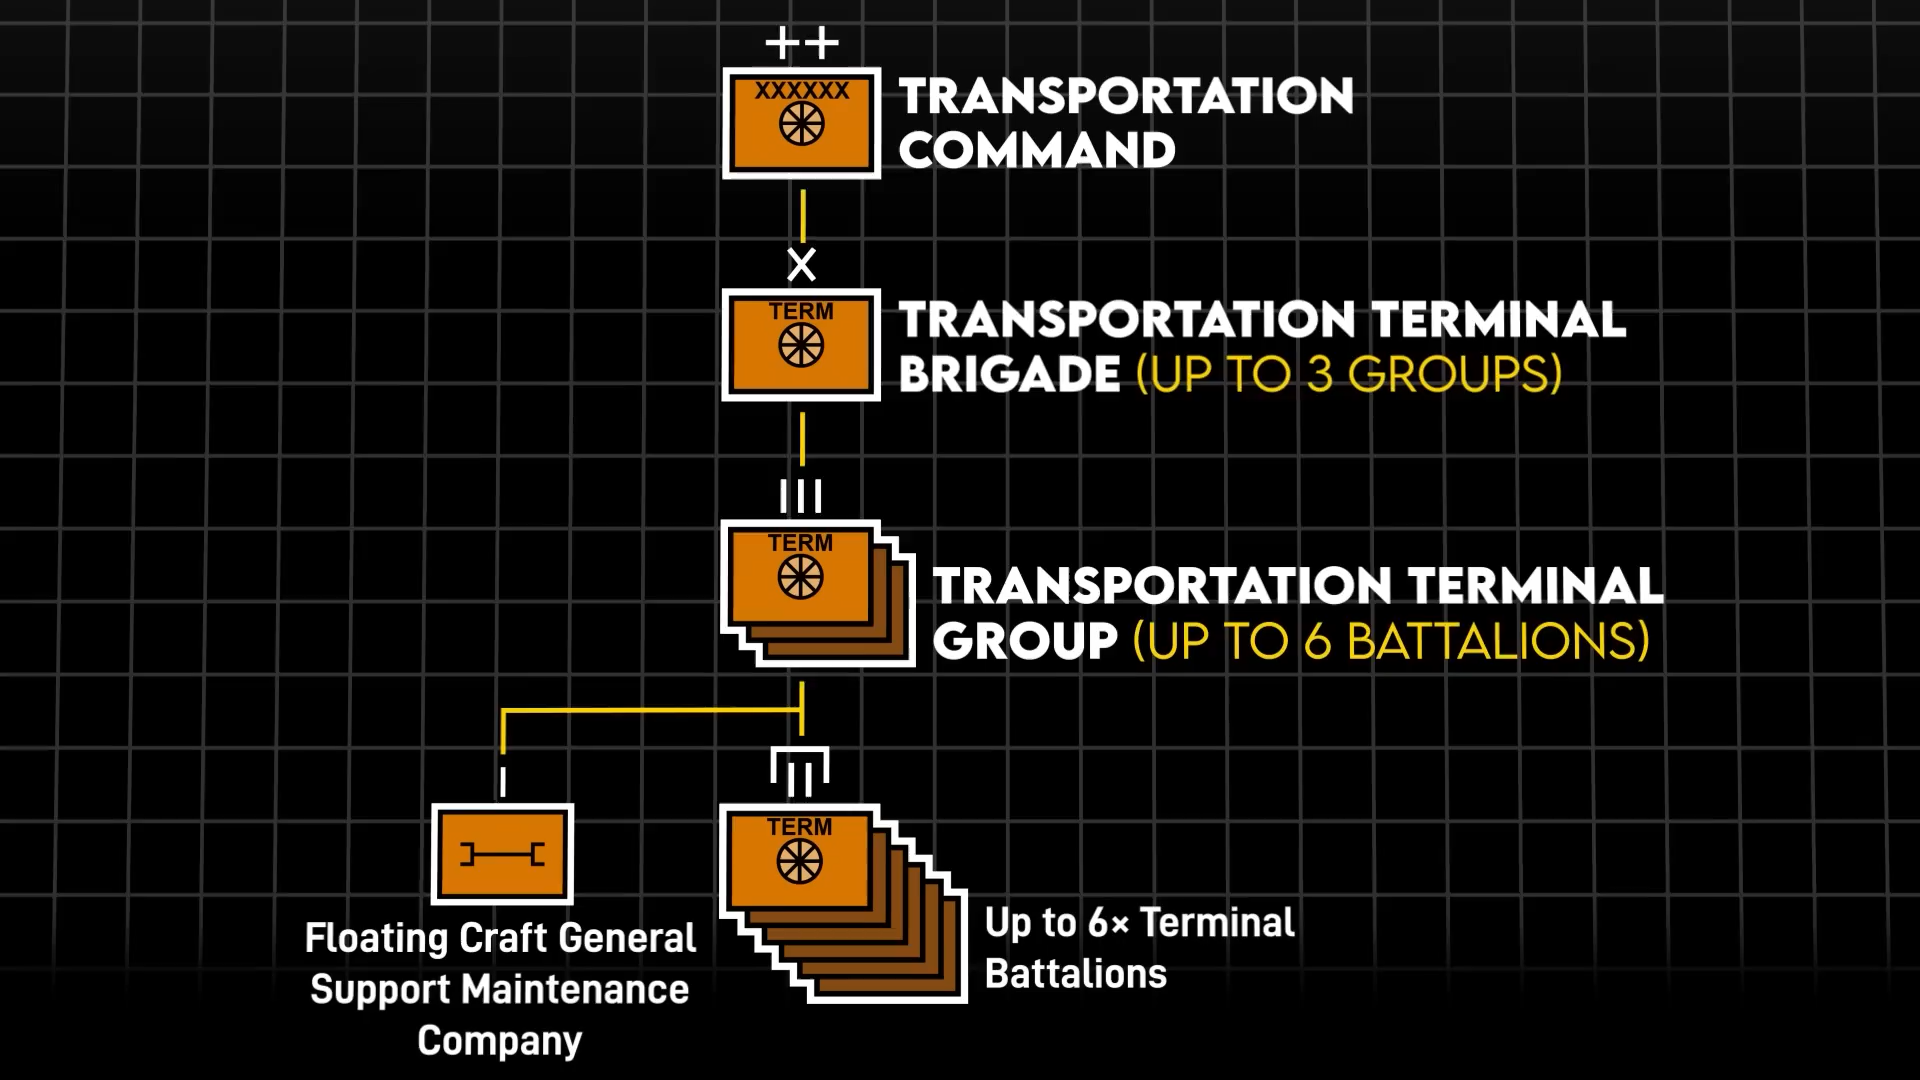 ++
XXXXXX
TRANSPORTATION
COMMAND
X
TERM
TRANSPORTATION TERMINAL
BRIGADE (UP TO 3 GROUPS)
III
TERM
TRANSPORTATION TERMINAL
GROUP (UP TO 6 BATTALIONS)
I
II
TERM
Floating Craft General
Support Maintenance
Company
Up to 6× Terminal
Battalions